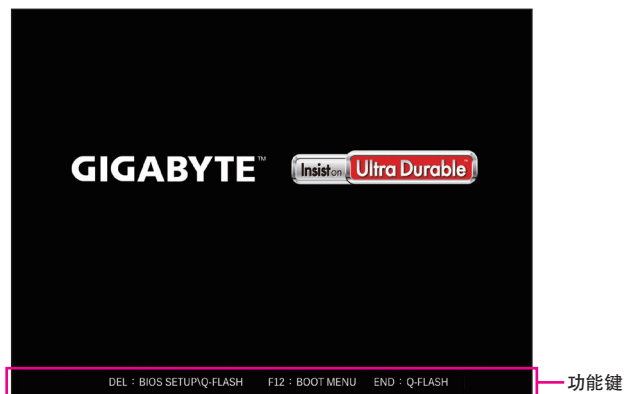 GIGABYTE™ Insist on Ultra Durable™
DEL：BIOS SETUP\Q-FLASH F12：BOOT MENU END：Q-FLASH 功能键